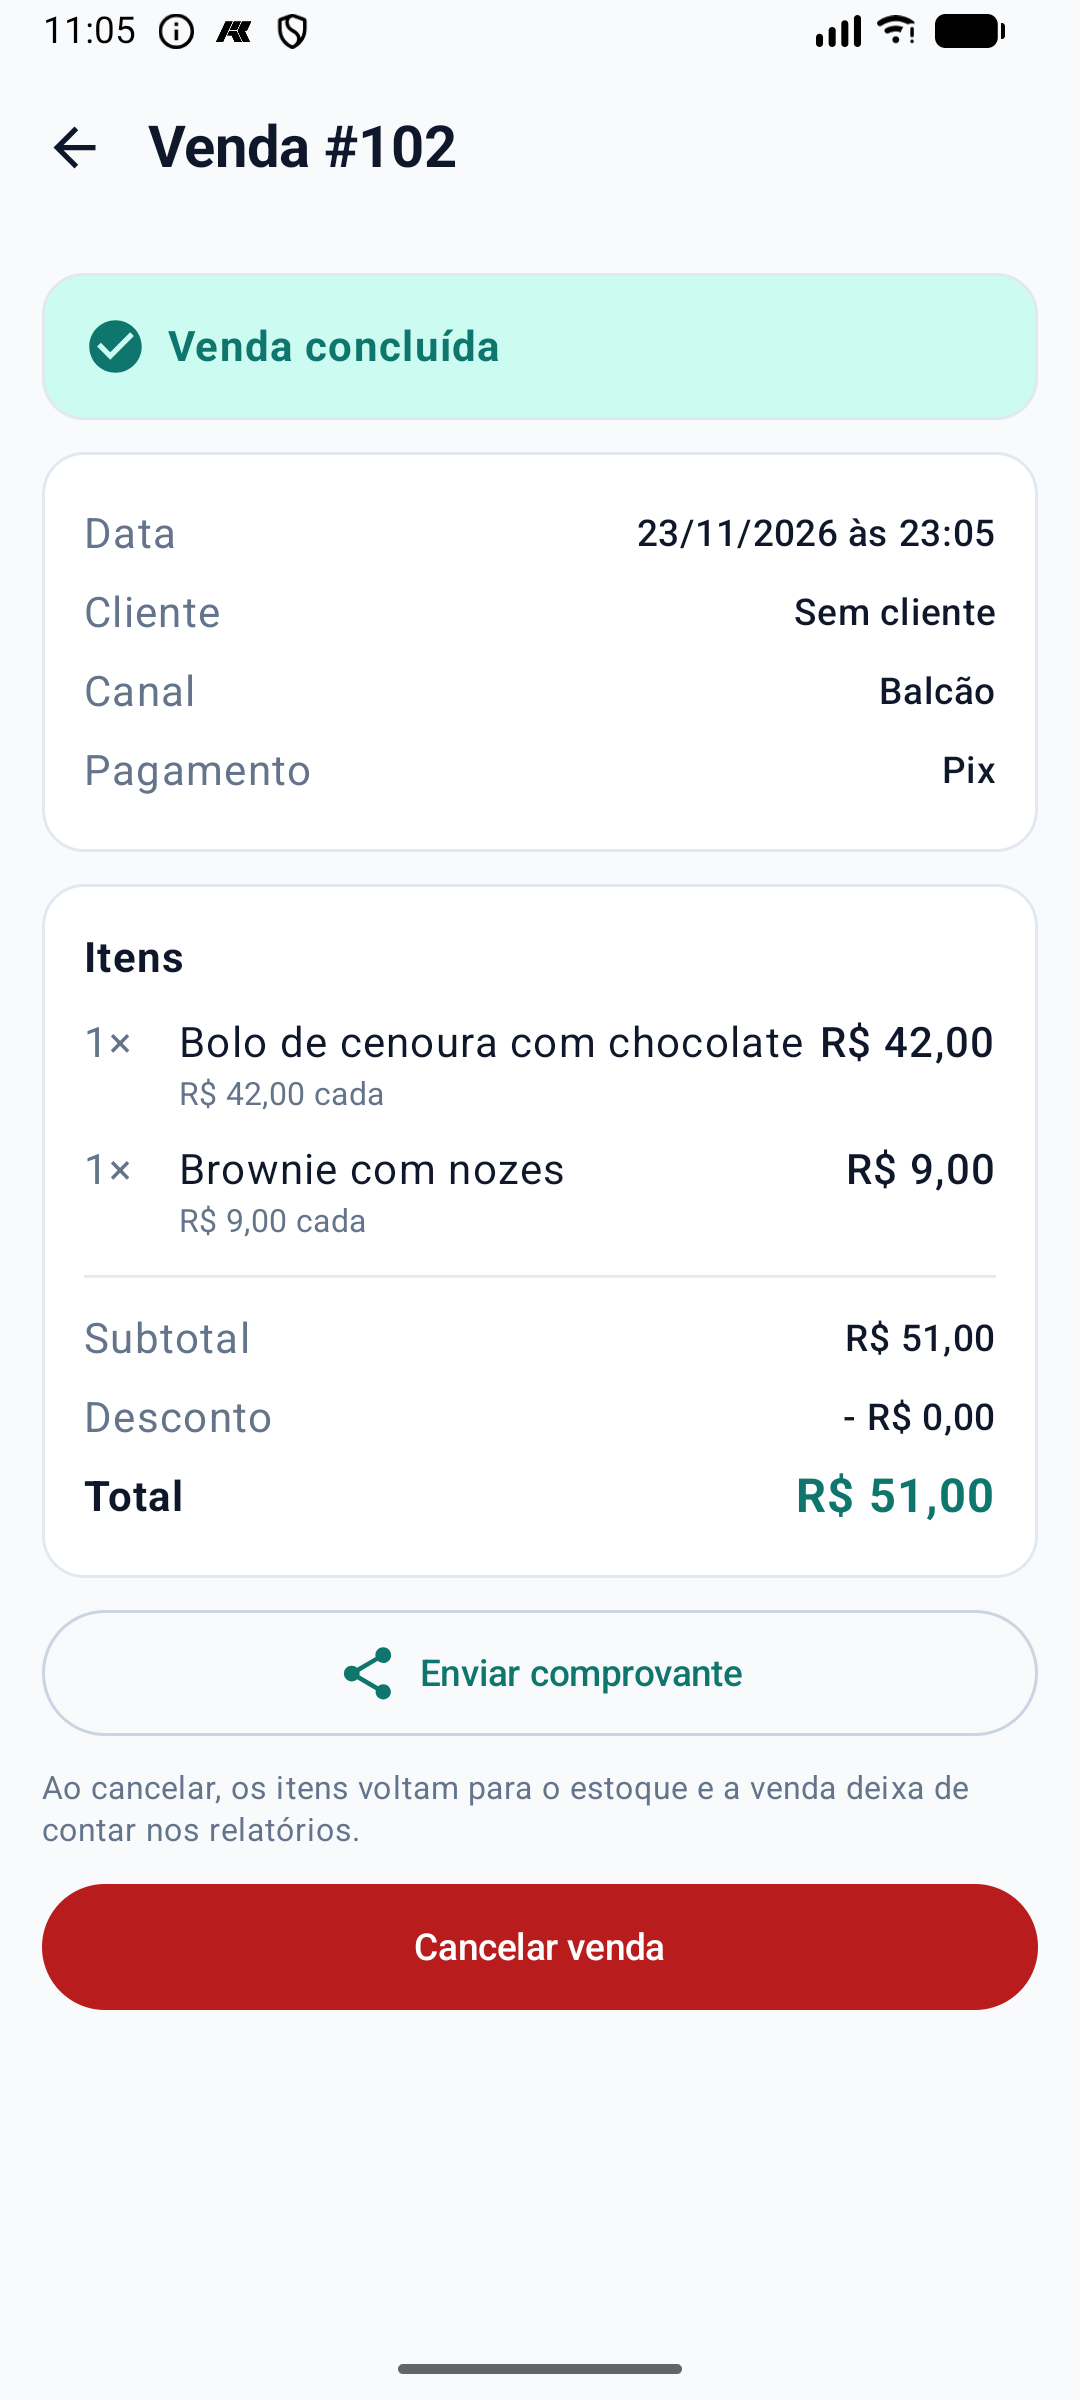 11:05
Venda #102
Venda concluída
Data 23/11/2026 às 23:05
Cliente Sem cliente
Canal Balcão
Pagamento Pix
Itens
1× Bolo de cenoura com chocolate R$ 42,00
R$ 42,00 cada
1× Brownie com nozes R$ 9,00
R$ 9,00 cada
Subtotal R$ 51,00
Desconto - R$ 0,00
Total R$ 51,00
Enviar comprovante
Ao cancelar, os itens voltam para o estoque e a venda deixa de
contar nos relatórios.
Cancelar venda